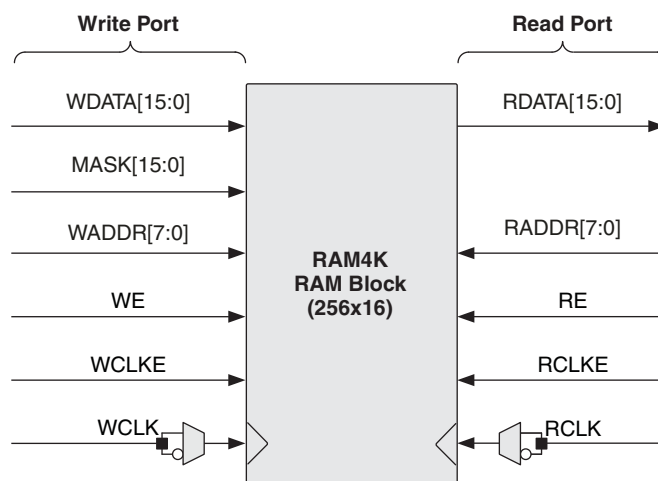 Write Port
Read Port
WDATA[15:0]
RDATA[15:0]
MASK[15:0]
WADDR[7:0]
RADDR[7:0]
RAM4K
RAM Block
(256x16)
WE
RE
WCLKE
RCLKE
WCLK
RCLK